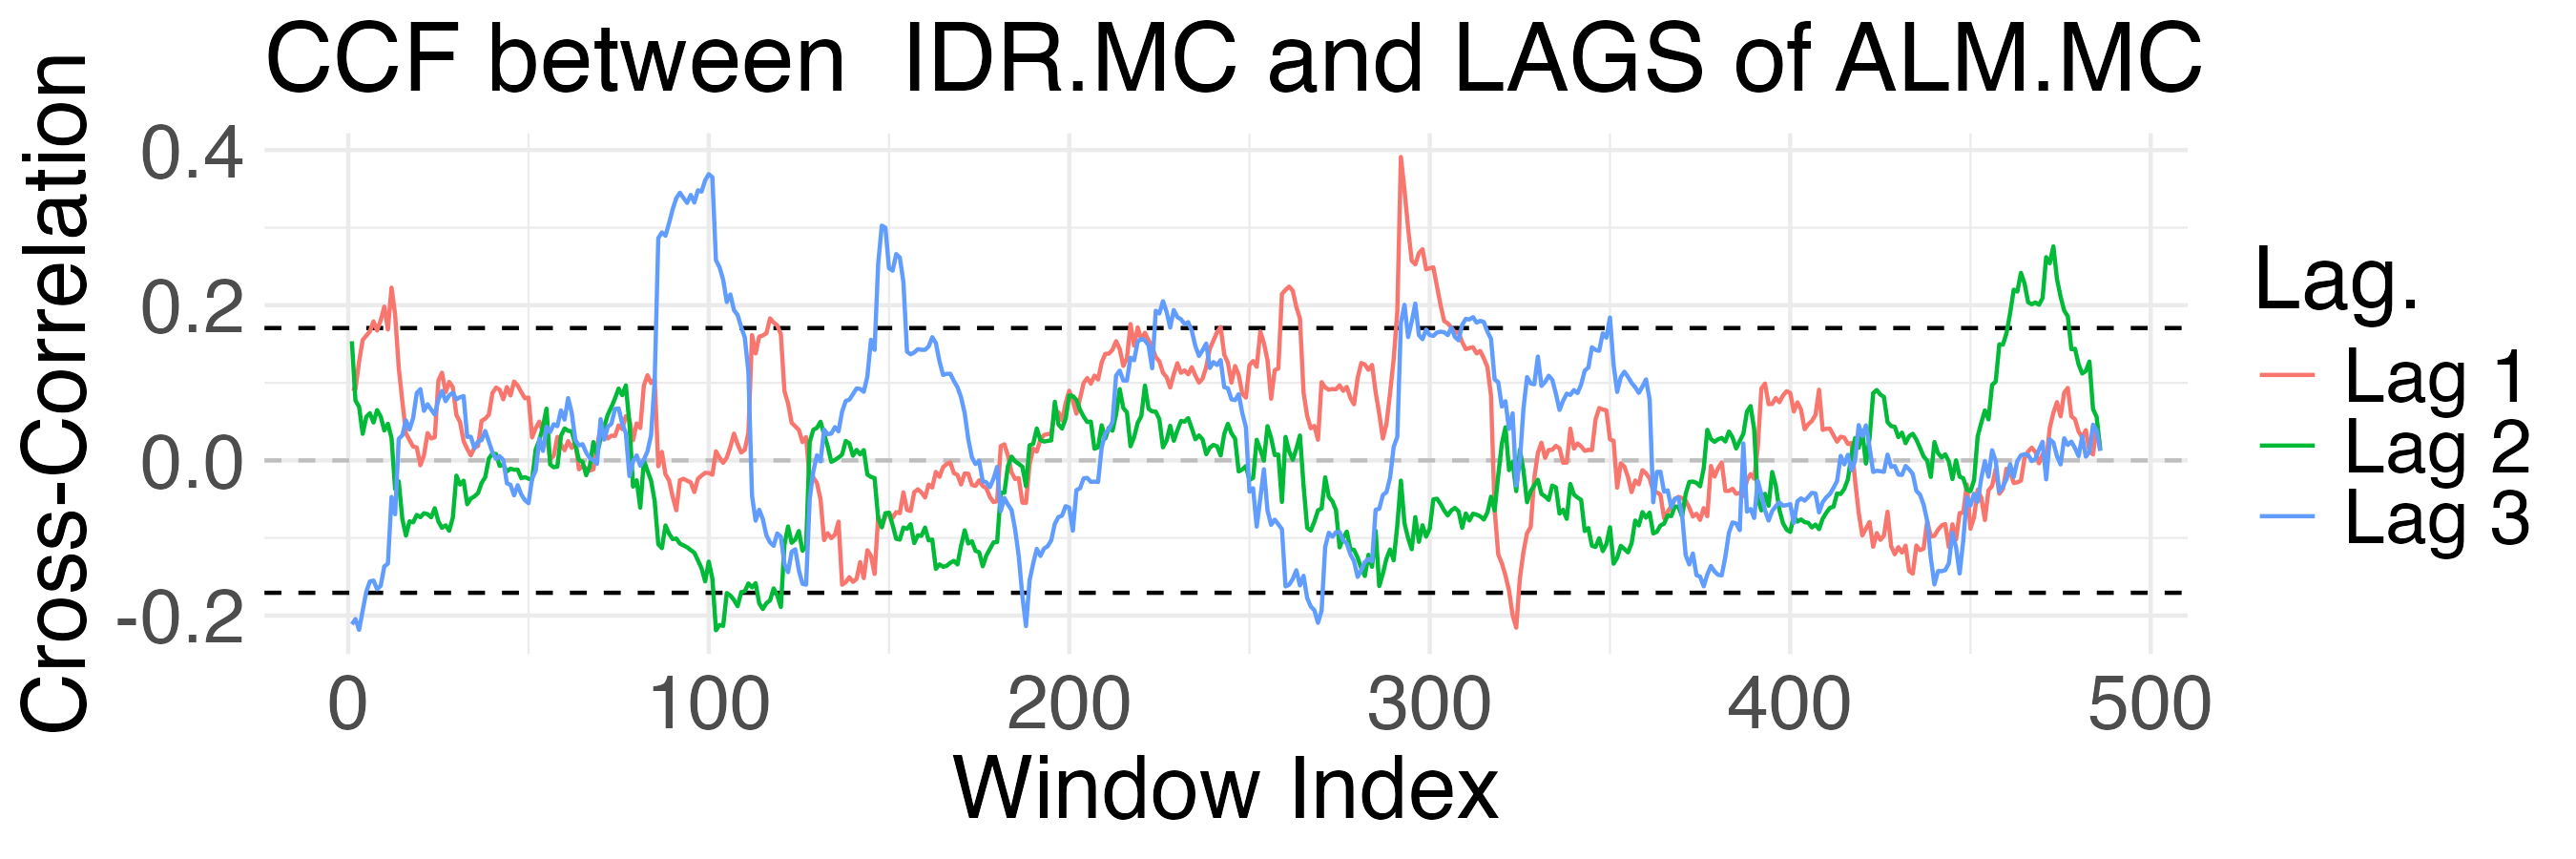 CCF between  IDR.MC and LAGS of ALM.MC
Cross-Correlation
0.4
0.2
0.0
-0.2
0 100 200 300 400 500
Window Index
Lag.
Lag 1
Lag 2
Lag 3